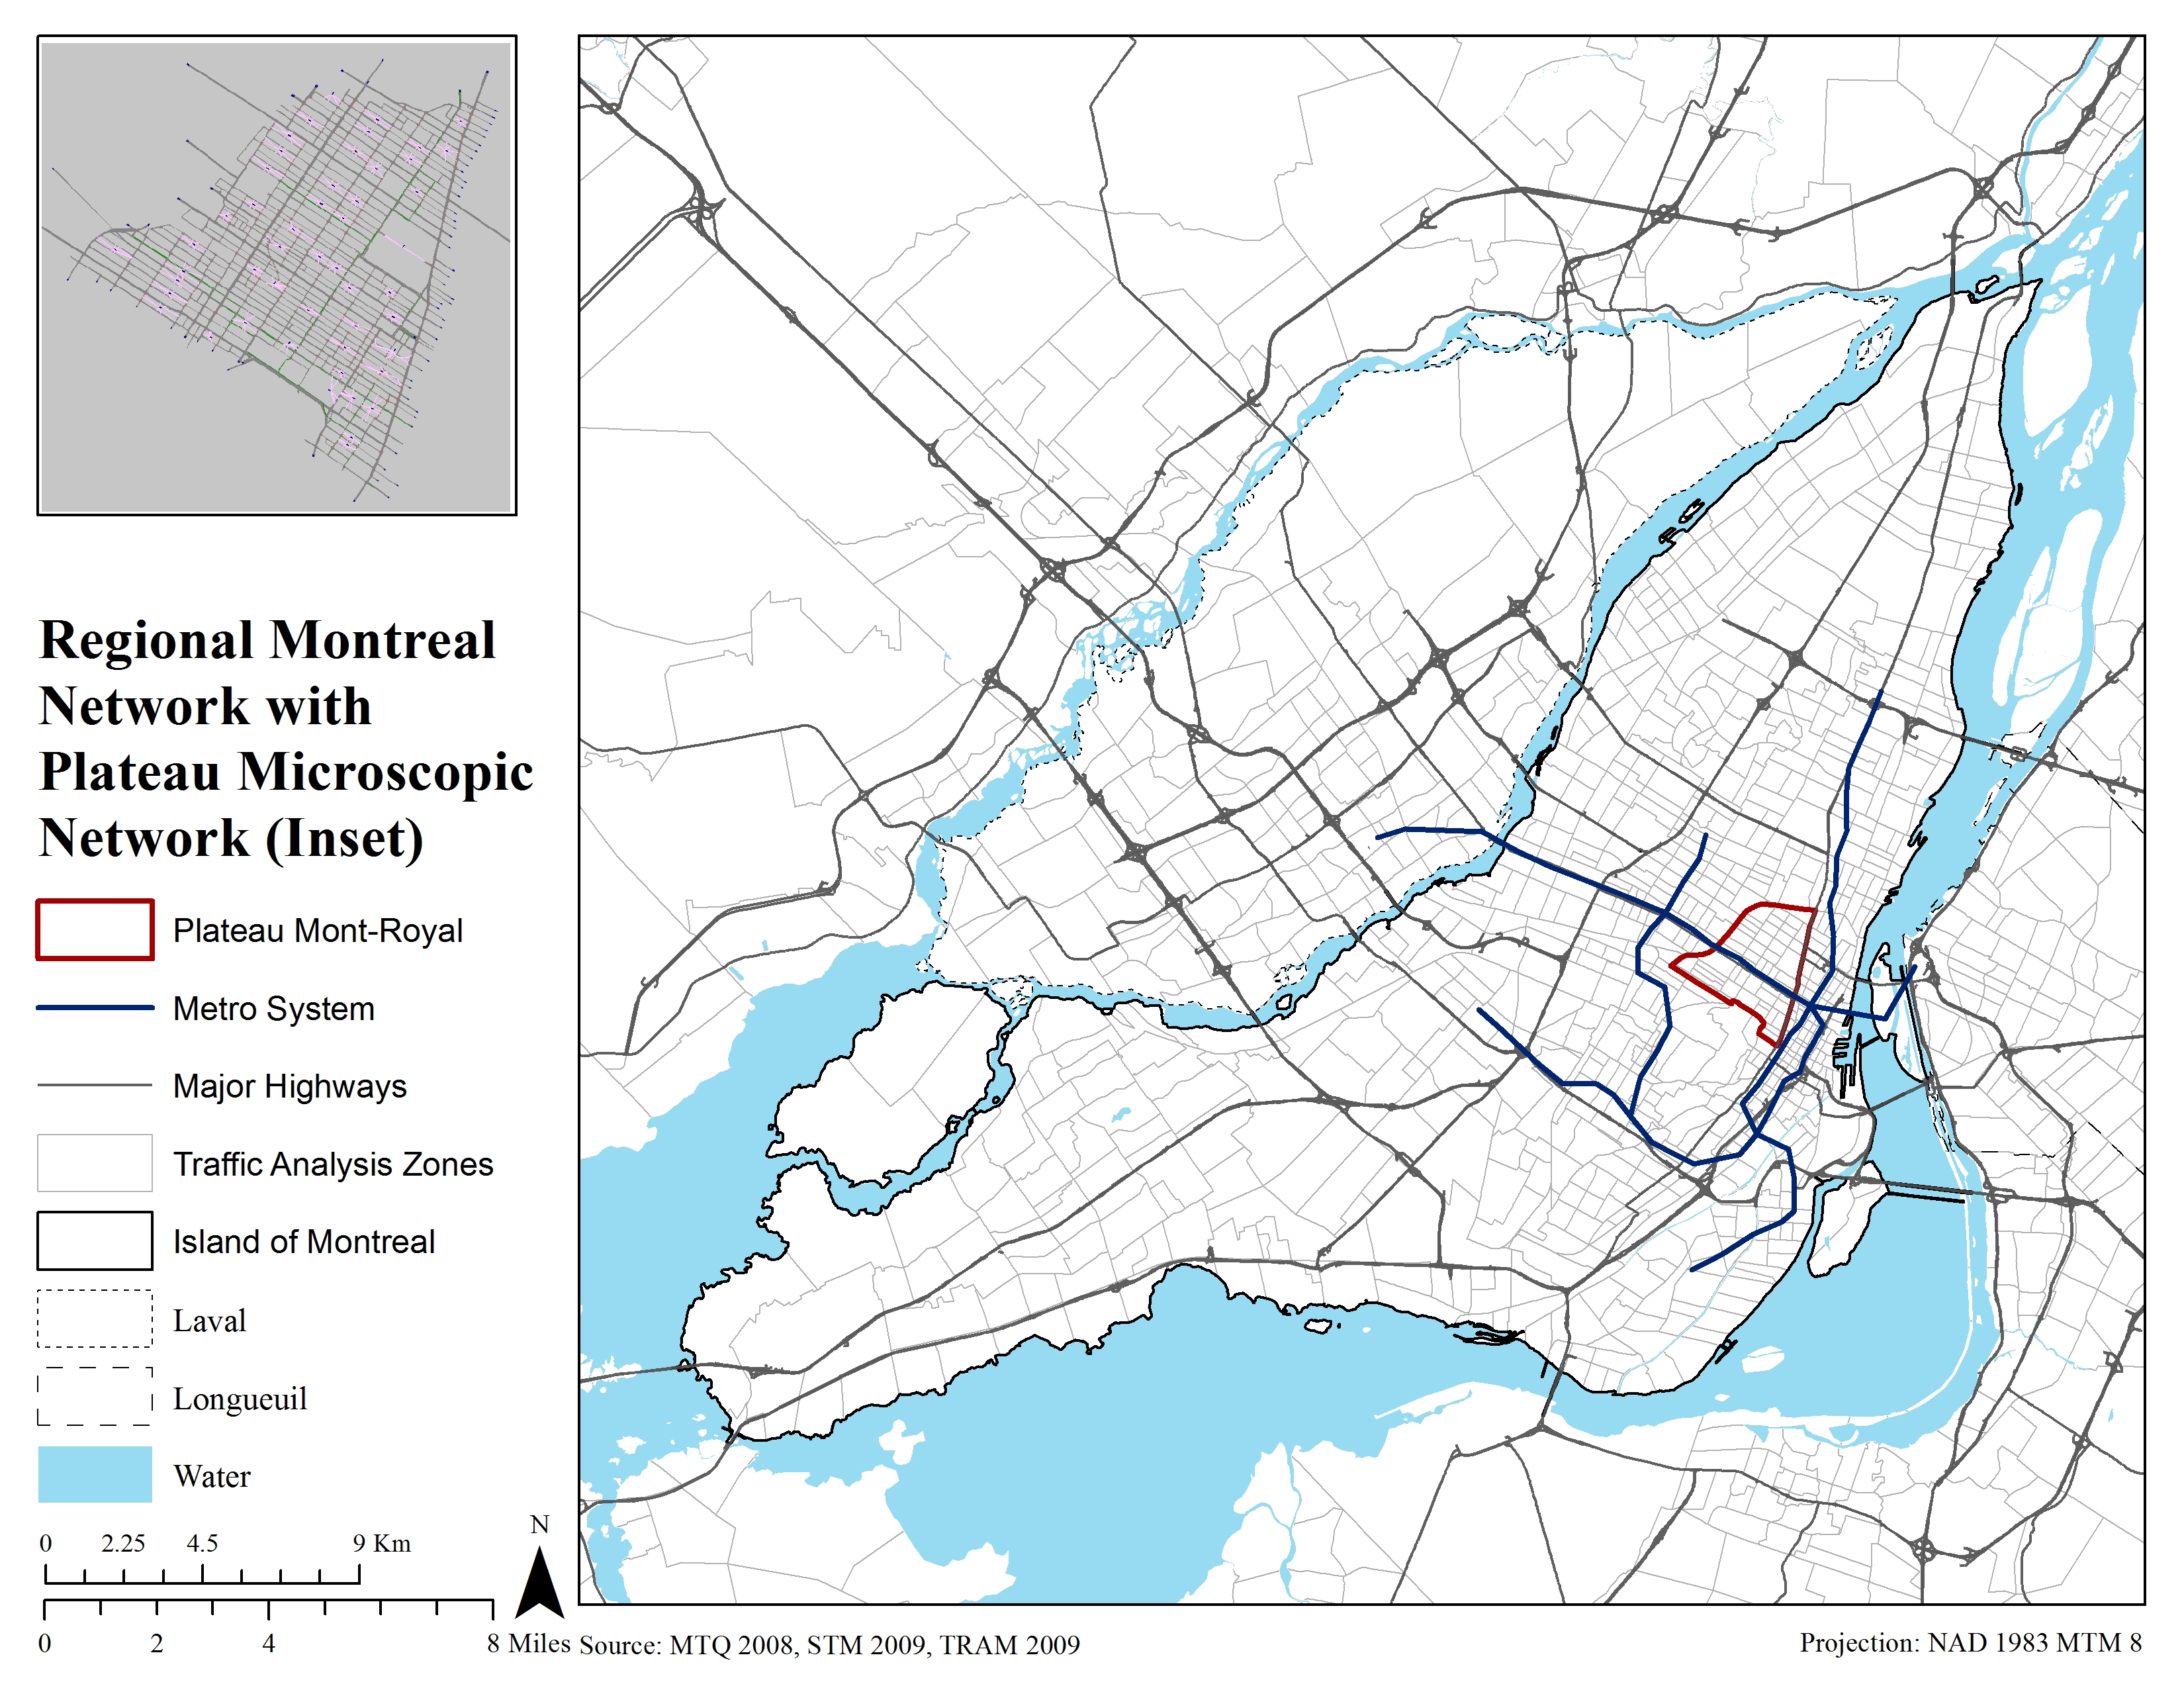 Regional Montreal
Network with
Plateau Microscopic
Network (Inset)
Plateau Mont-Royal
Metro System
Major Highways
Traffic Analysis Zones
Island of Montreal
Laval
Longueuil
Water
0 2.25 4.5 9 Km
0 2 4 8 Miles
N
Source: MTQ 2008, STM 2009, TRAM 2009
Projection: NAD 1983 MTM 8